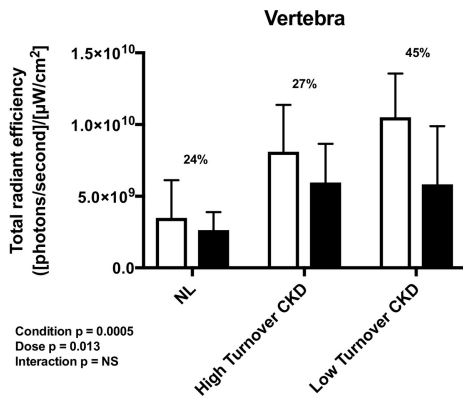 Vertebra
Total radiant efficiency
([photons/second]/[µW/cm²]
1.5×10¹⁰
1.0×10¹⁰
5.0×10⁹
0.0
24%
27%
45%
NL
High Turnover CKD
Low Turnover CKD
Condition p = 0.0005
Dose p = 0.013
Interaction p = NS